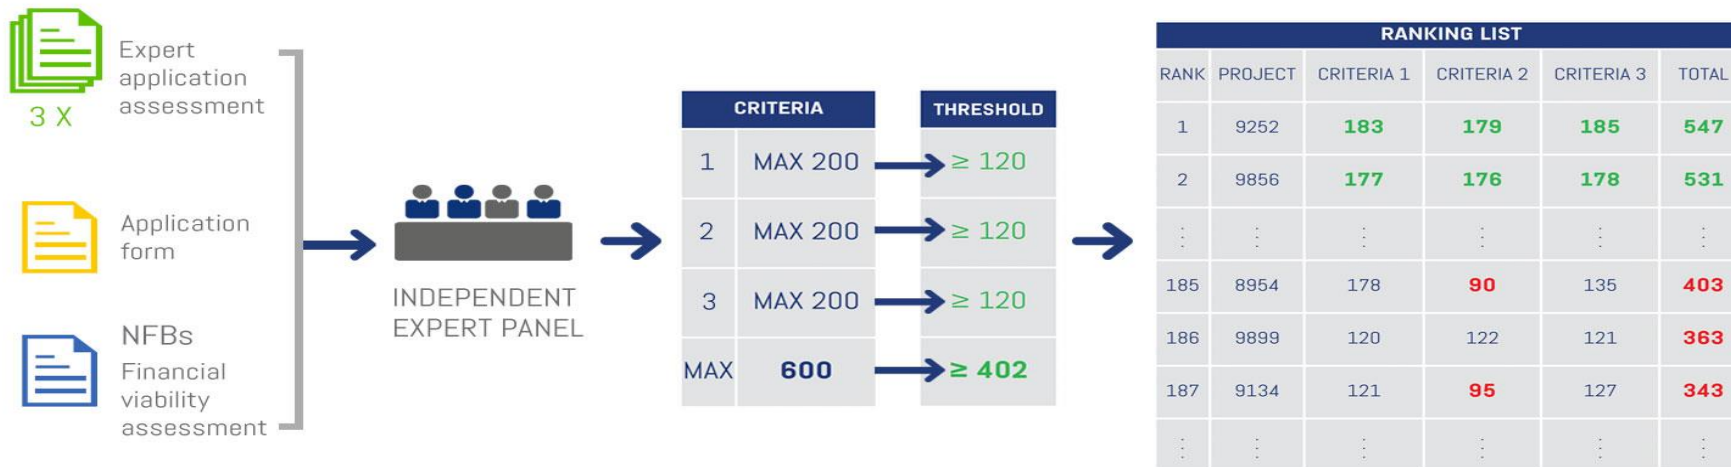 Expert
application
assessment
3 X
Application
form
NFBs
Financial
viability
assessment
INDEPENDENT
EXPERT PANEL
CRITERIA THRESHOLD
1 MAX 200 ≥ 120
2 MAX 200 ≥ 120
3 MAX 200 ≥ 120
MAX 600 ≥ 402
RANKING LIST
RANK PROJECT CRITERIA 1 CRITERIA 2 CRITERIA 3 TOTAL
1 9252 183 179 185 547
2 9856 177 176 178 531
⋮ ⋮ ⋮ ⋮ ⋮ ⋮
185 8954 178 90 135 403
186 9899 120 122 121 363
187 9134 121 95 127 343
⋮ ⋮ ⋮ ⋮ ⋮ ⋮